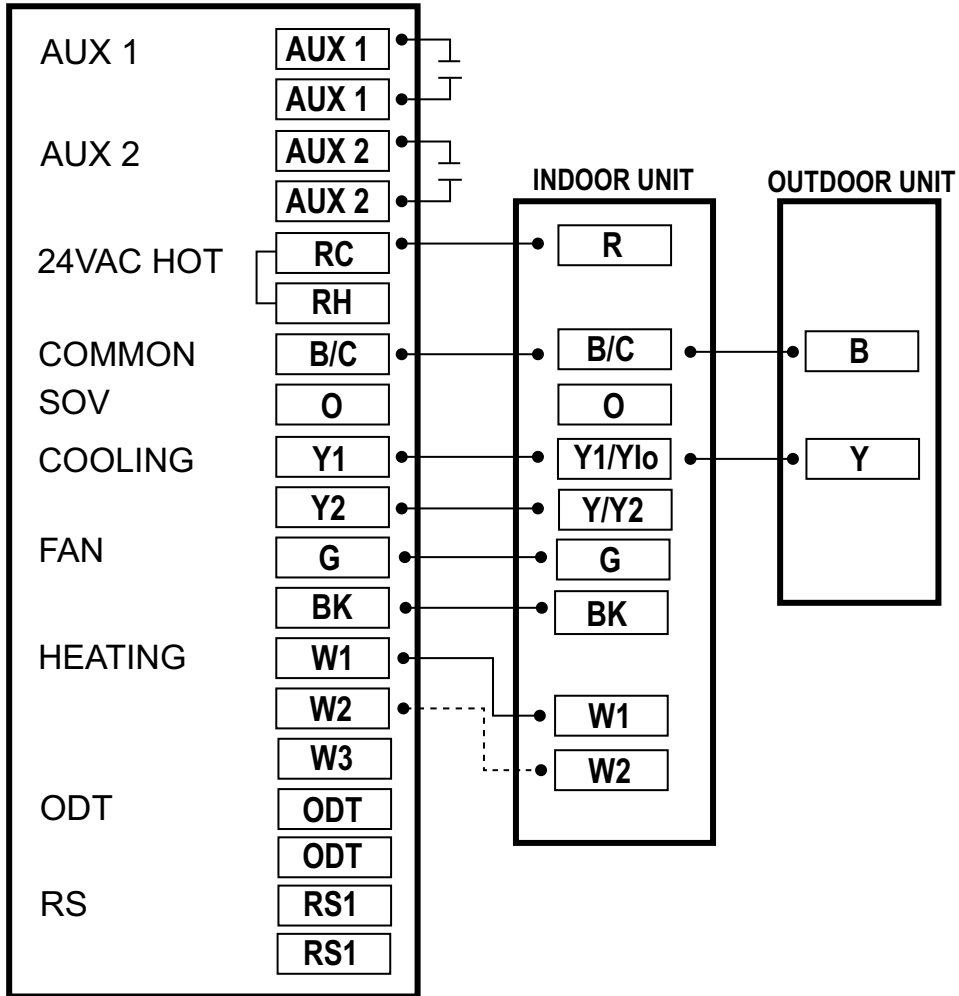 AUX 1
AUX 1
AUX 1
AUX 2
AUX 2
AUX 2
24VAC HOT
RC
RH
COMMON
B/C
SOV
O
COOLING
Y1
Y2
FAN
G
BK
HEATING
W1
W2
W3
ODT
ODT
ODT
RS
RS1
RS1
INDOOR UNIT
R
B/C
O
Y1/Ylo
Y/Y2
G
BK
W1
W2
OUTDOOR UNIT
B
Y